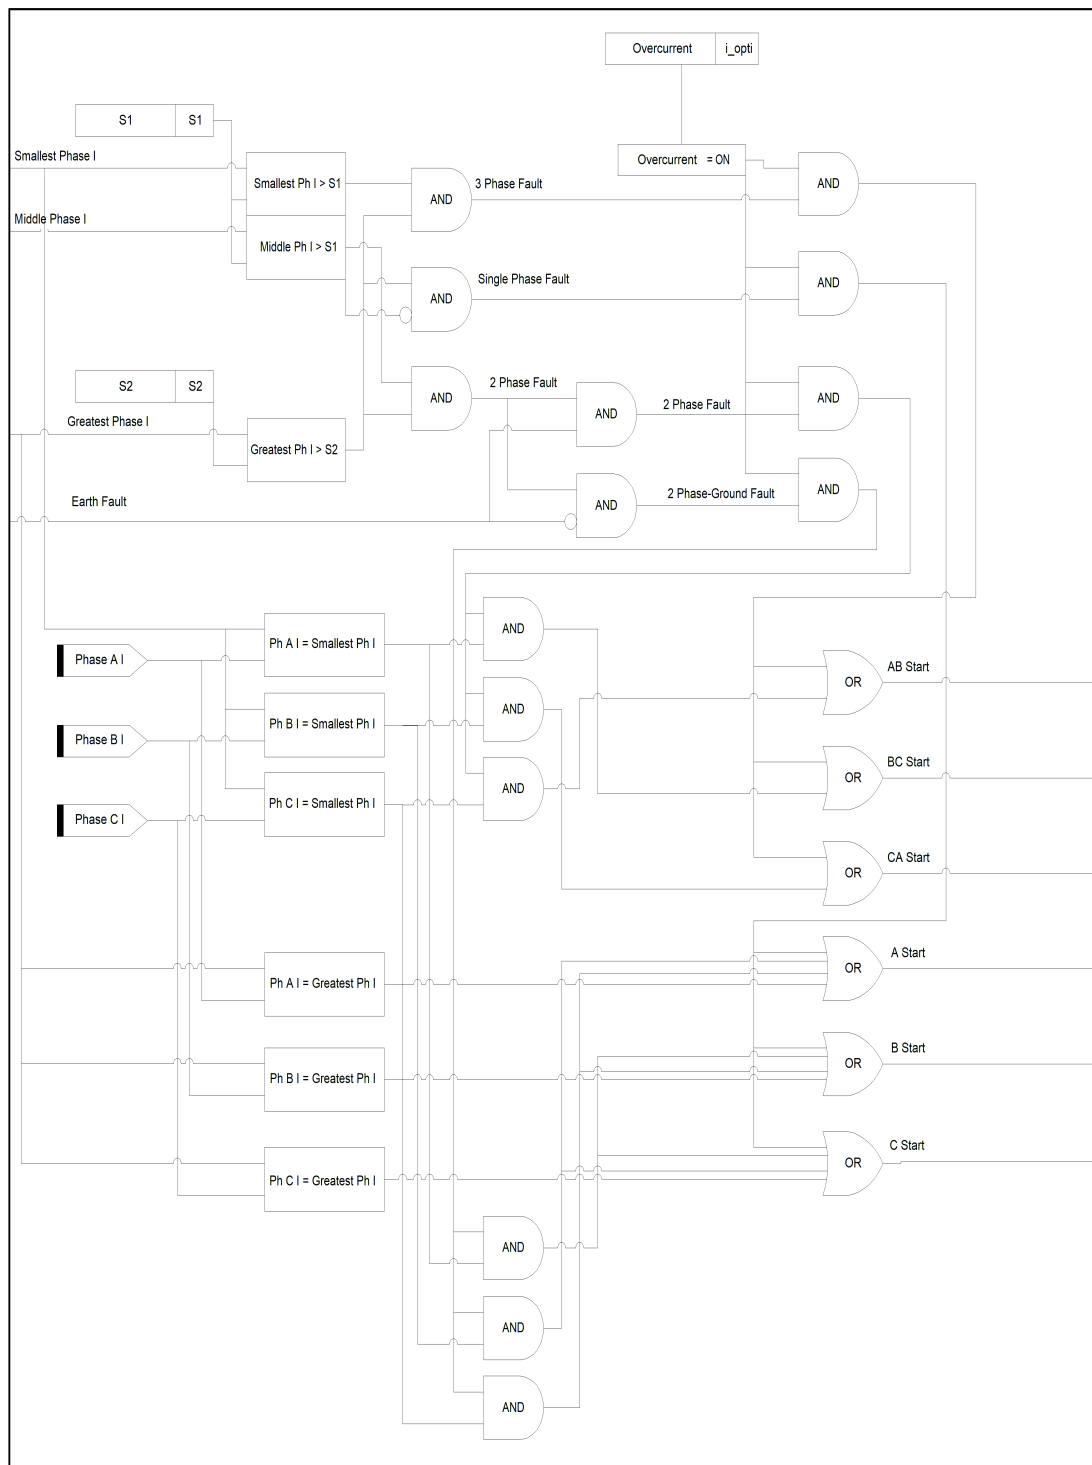 Overcurrent i_opti
S1 S1
Smallest Phase I
Overcurrent = ON
Smallest Ph I > S1
AND
3 Phase Fault
AND
Middle Phase I
Middle Ph I > S1
AND
Single Phase Fault
AND
S2 S2
AND
2 Phase Fault
AND
2 Phase Fault
AND
Greatest Phase I
Greatest Ph I > S2
Earth Fault
AND
2 Phase-Ground Fault
AND
Ph A I = Smallest Ph I
AND
Phase A I
AB Start
OR
Ph B I = Smallest Ph I
AND
Phase B I
BC Start
OR
Ph C I = Smallest Ph I
AND
Phase C I
CA Start
OR
A Start
Ph A I = Greatest Ph I
OR
B Start
Ph B I = Greatest Ph I
OR
C Start
Ph C I = Greatest Ph I
OR
AND
AND
AND